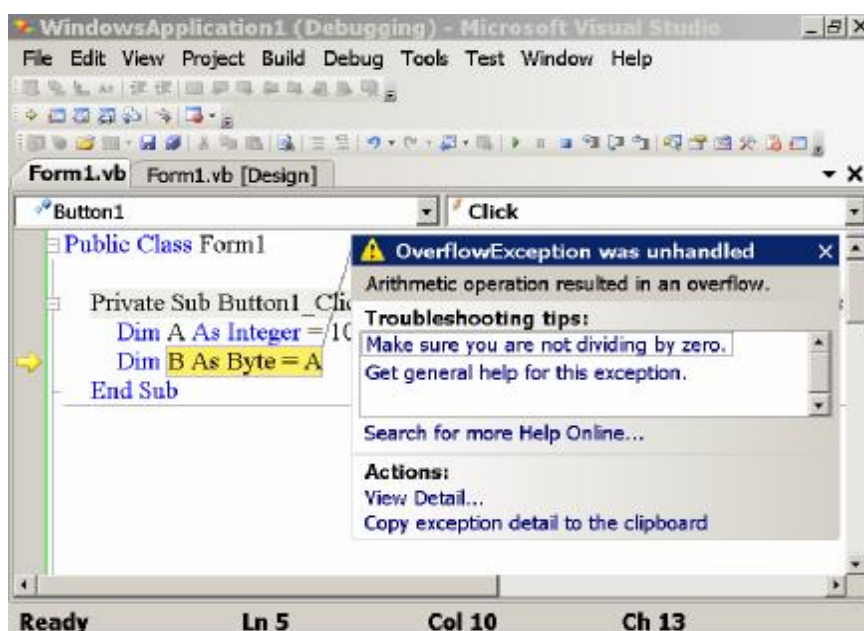 WindowsApplication1 (Debugging) - Microsoft Visual Studio
File Edit View Project Build Debug Tools Test Window Help
Form1.vb Form1.vb [Design]
Button1 Click
Public Class Form1
OverflowException was unhandled
Arithmetic operation resulted in an overflow.
Private Sub Button1_Clic
Troubleshooting tips:
Dim A As Integer = 10
Make sure you are not dividing by zero.
Dim B As Byte = A
Get general help for this exception.
End Sub
Search for more Help Online...
Actions:
View Detail...
Copy exception detail to the clipboard
Ready Ln 5 Col 10 Ch 13